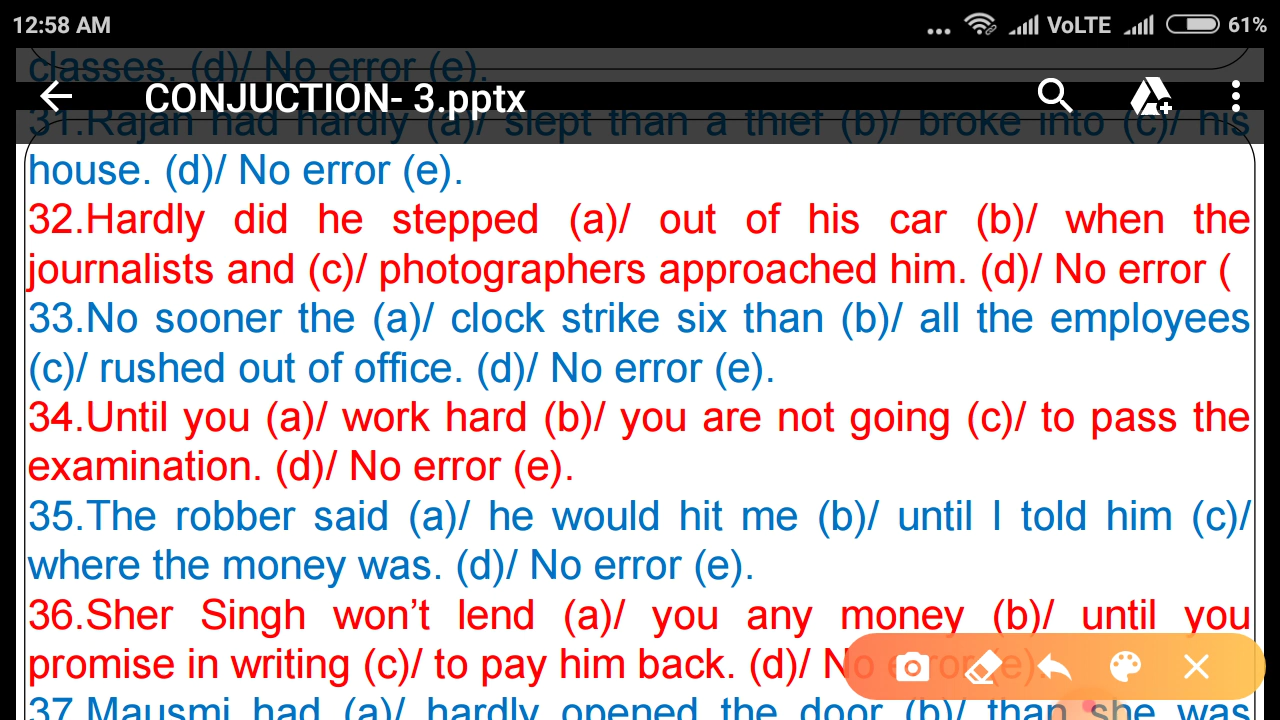 12:58 AM
... VoLTE 61%
classes. (d)/ No error (e).
CONJUCTION- 3.pptx
31.Rajan had hardly (a)/ slept than a thief (b)/ broke into (c)/ his
house. (d)/ No error (e).
32.Hardly did he stepped (a)/ out of his car (b)/ when the
journalists and (c)/ photographers approached him. (d)/ No error (
33.No sooner the (a)/ clock strike six than (b)/ all the employees
(c)/ rushed out of office. (d)/ No error (e).
34.Until you (a)/ work hard (b)/ you are not going (c)/ to pass the
examination. (d)/ No error (e).
35.The robber said (a)/ he would hit me (b)/ until I told him (c)/
where the money was. (d)/ No error (e).
36.Sher Singh won't lend (a)/ you any money (b)/ until you
promise in writing (c)/ to pay him back. (d)/ No error (e).
37.Mausmi had (a)/ hardly opened the door (b)/ than she was